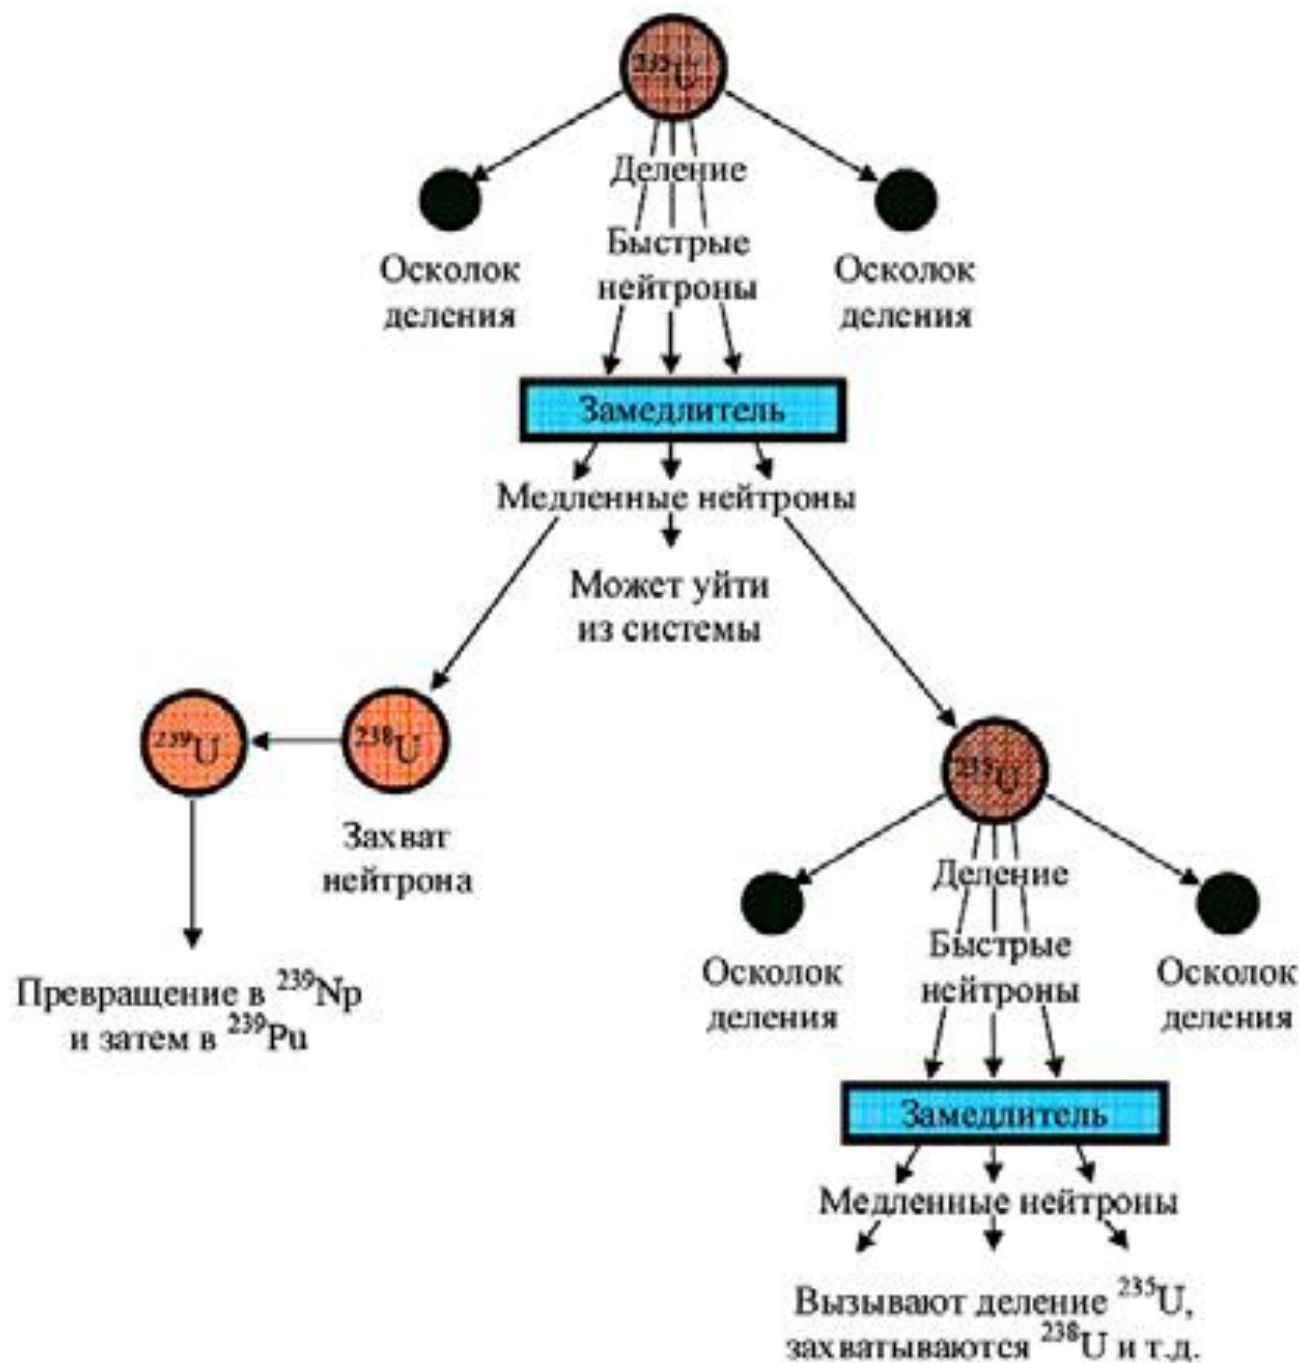 ²³⁵U
Деление
Быстрые
нейтроны
Осколок
деления
Осколок
деления
Замедлитель
Медленные нейтроны
Может уйти
из системы
²³⁹U
²³⁸U
Захват
нейтрона
Превращение в ²³⁹Np
и затем в ²³⁹Pu
²³⁵U
Деление
Быстрые
нейтроны
Осколок
деления
Осколок
деления
Замедлитель
Медленные нейтроны
Вызывают деление ²³⁵U,
захватываются ²³⁸U и т.д.